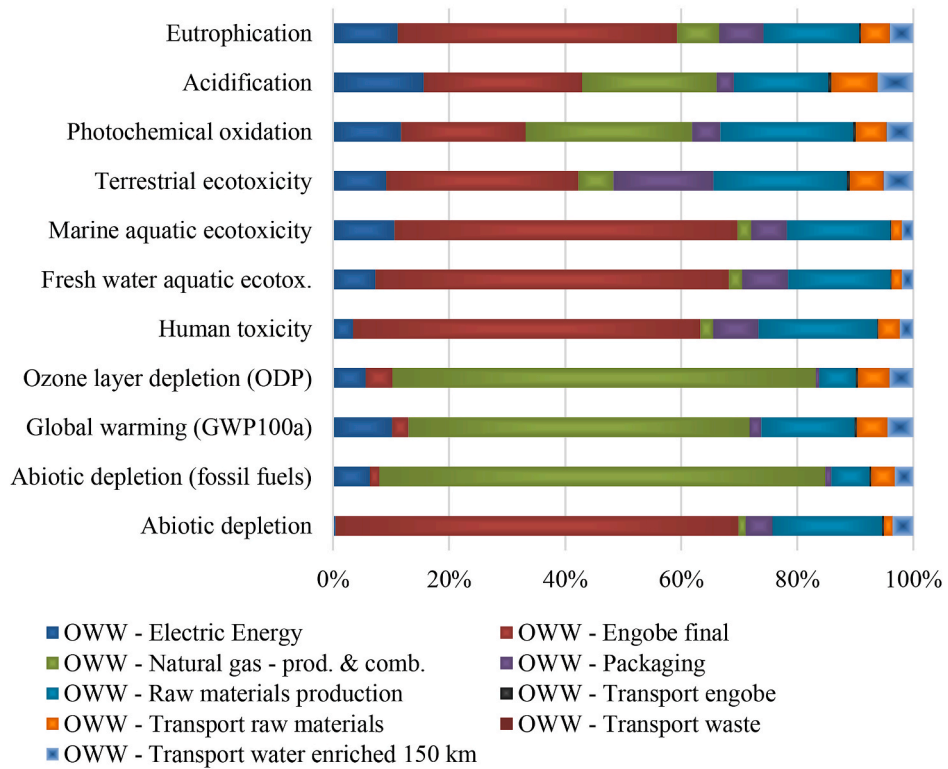 Eutrophication
Acidification
Photochemical oxidation
Terrestrial ecotoxicity
Marine aquatic ecotoxicity
Fresh water aquatic ecotox.
Human toxicity
Ozone layer depletion (ODP)
Global warming (GWP100a)
Abiotic depletion (fossil fuels)
Abiotic depletion
0% 20% 40% 60% 80% 100%
OWW - Electric Energy OWW - Engobe final
OWW - Natural gas - prod. & comb. OWW - Packaging
OWW - Raw materials production OWW - Transport engobe
OWW - Transport raw materials OWW - Transport waste
OWW - Transport water enriched 150 km